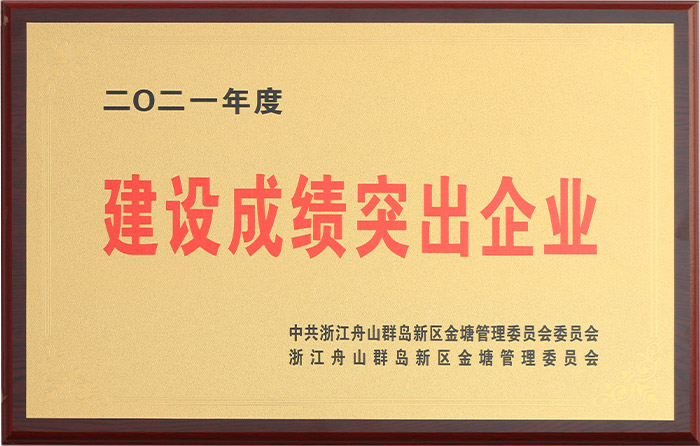 二〇二一年度
建设成绩突出企业
中共浙江舟山群岛新区金塘管理委员会委员会
浙江舟山群岛新区金塘管理委员会